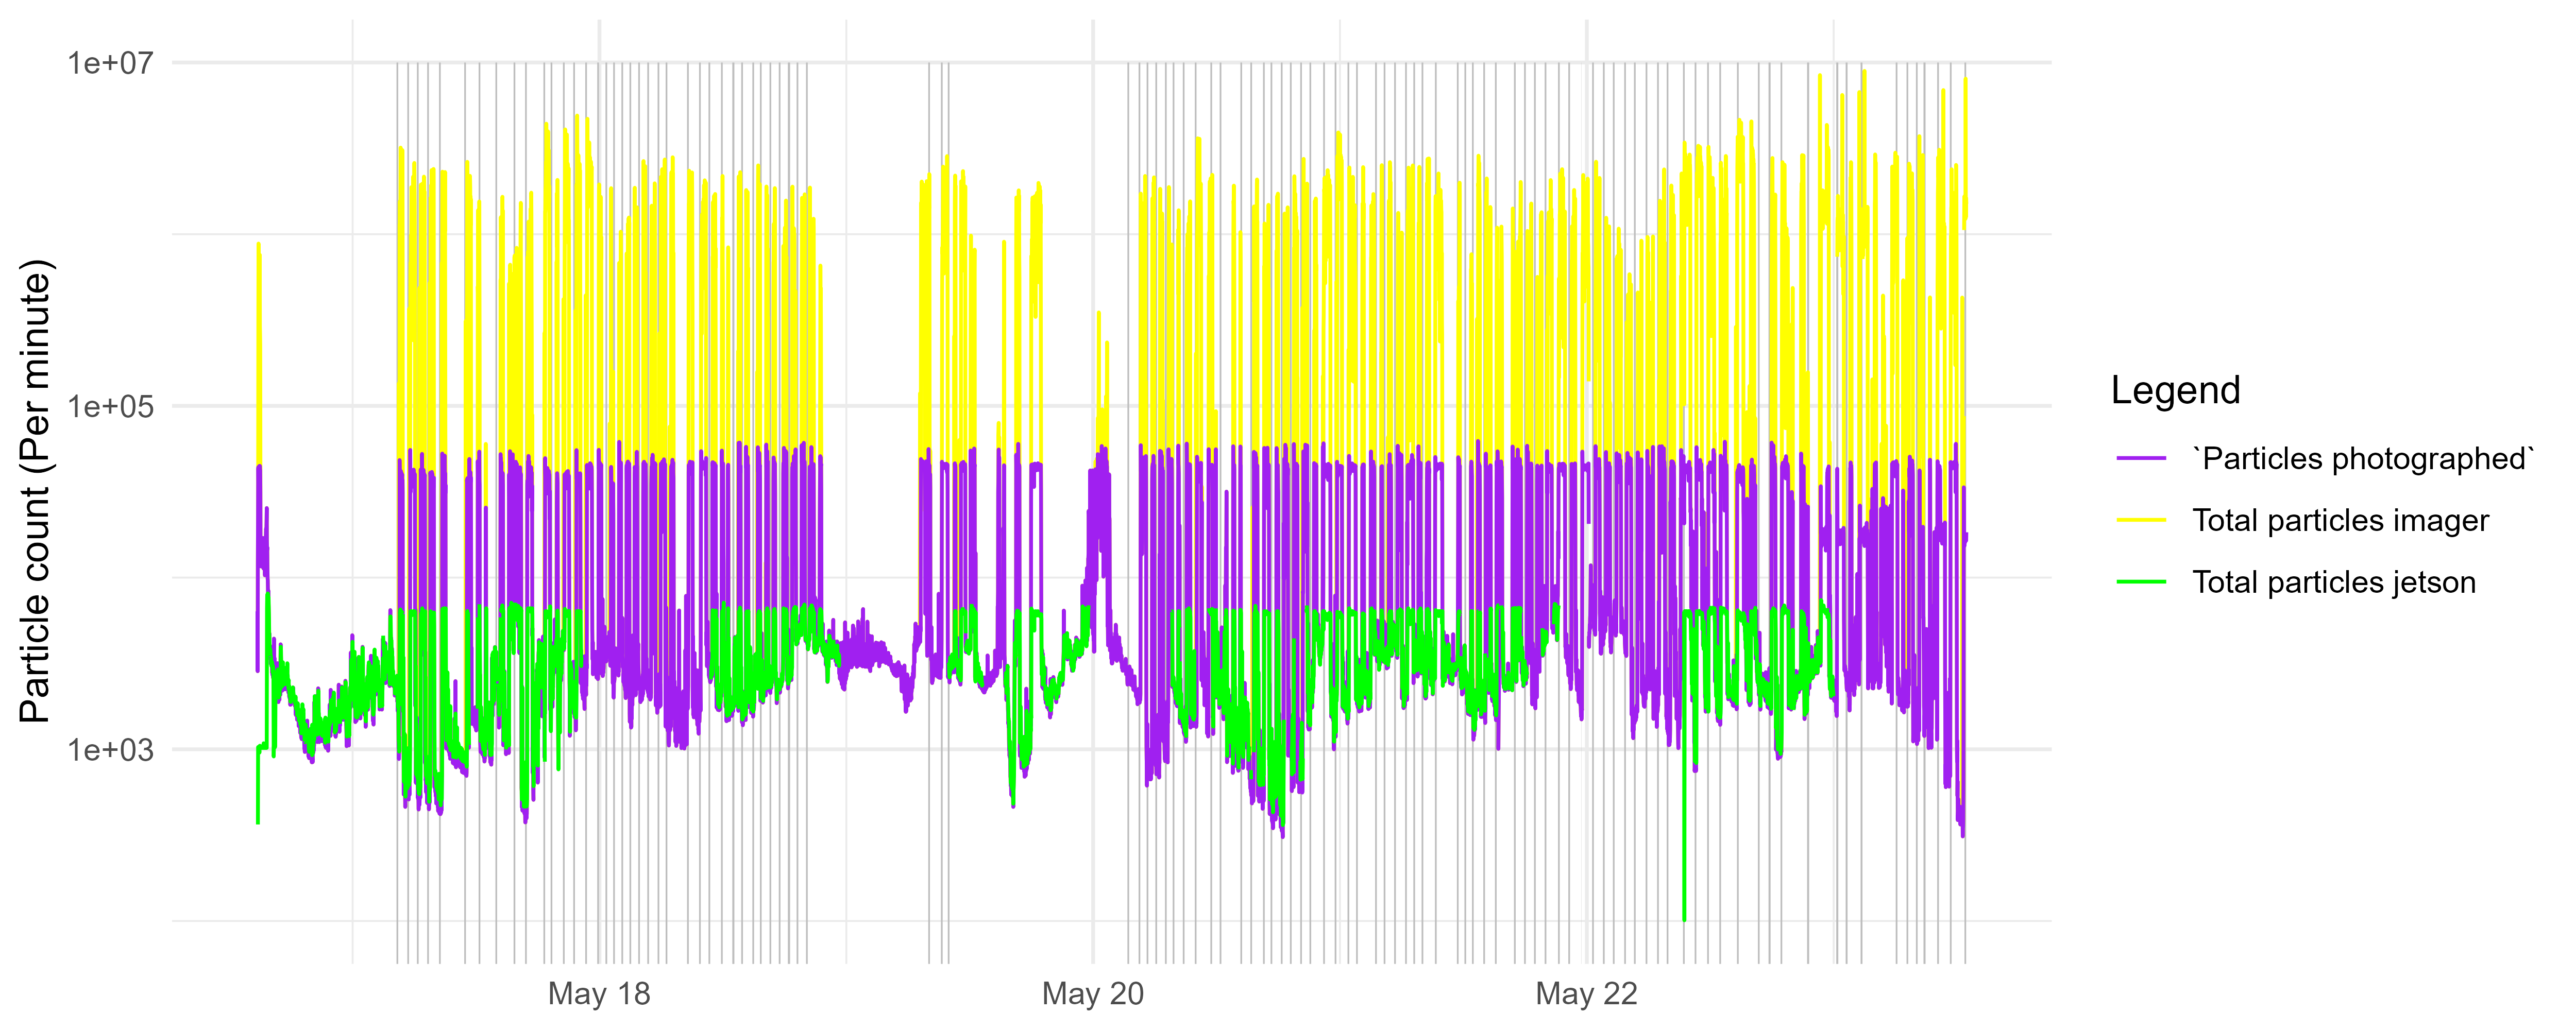 Particle count (Per minute)
1e+07
1e+05
1e+03
May 18
May 20
May 22
Legend
`Particles photographed`
Total particles imager
Total particles jetson